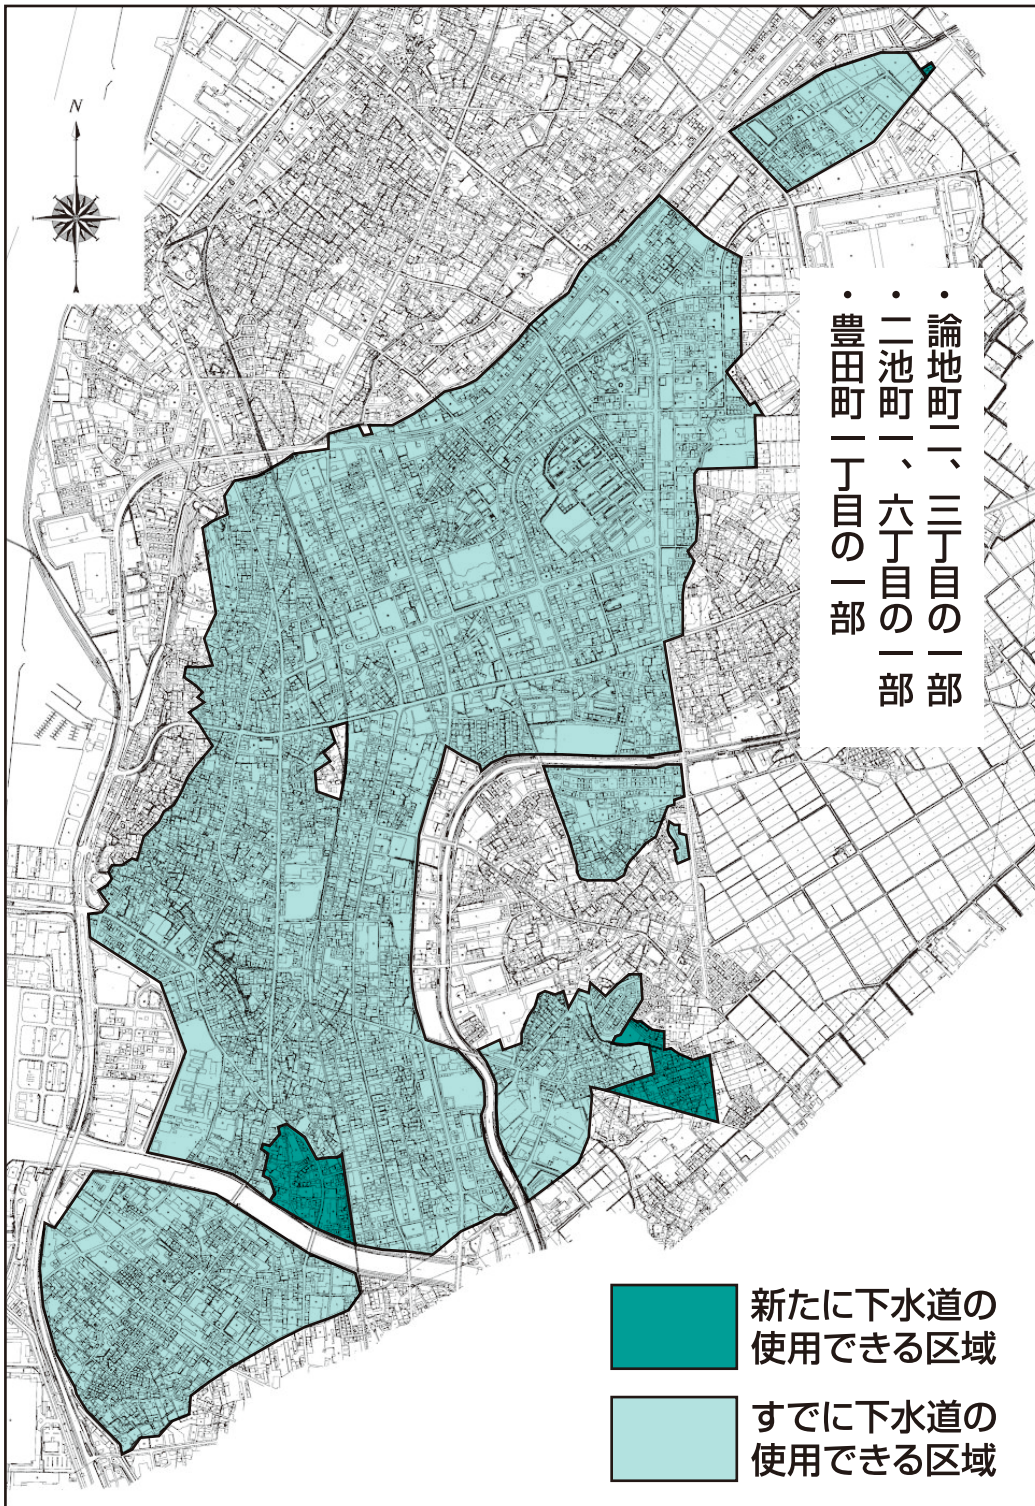 N
・論地町二、三丁目の一部
・二池町一、六丁目の一部
・豊田町一丁目の一部
新たに下水道の
使用できる区域
すでに下水道の
使用できる区域